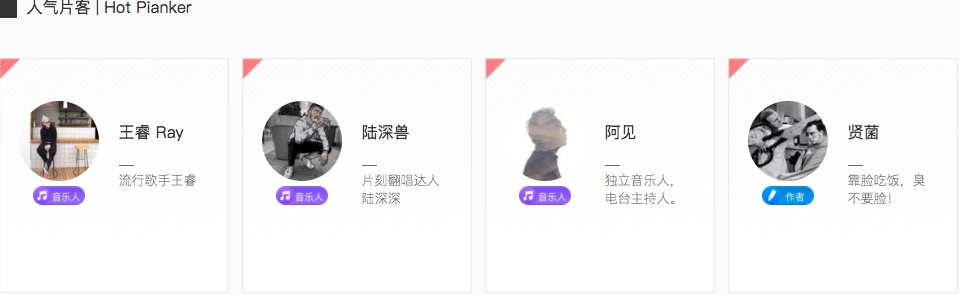 人气片客 | Hot Pianker
王睿 Ray
流行歌手王睿
音乐人
陆深兽
片刻翻唱达人
陆深深
音乐人
阿见
独立音乐人，
电台主持人。
音乐人
贤菌
靠脸吃饭，臭
不要脸！
作者